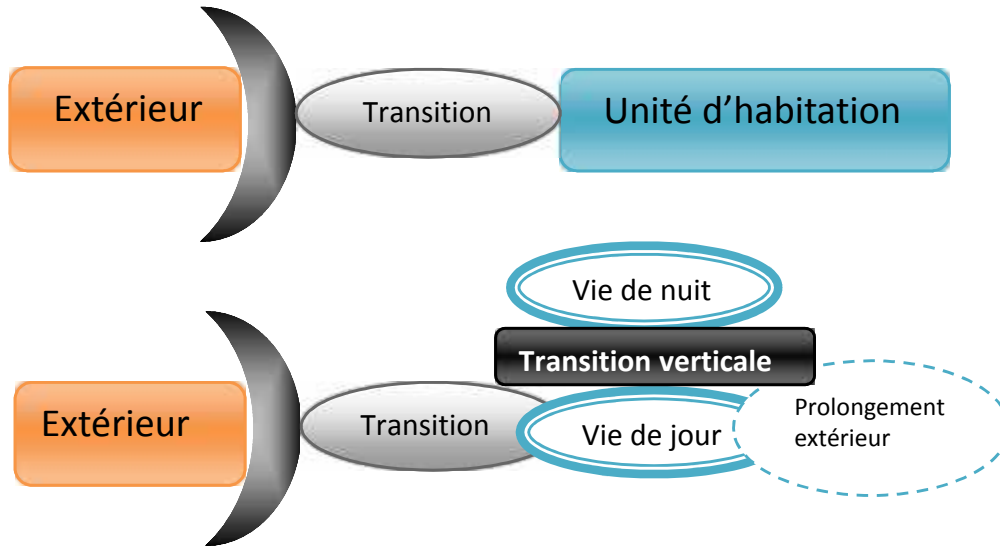 Extérieur
Transition
Unité d’habitation
Vie de nuit
Transition verticale
Extérieur
Transition
Vie de jour
Prolongement
extérieur